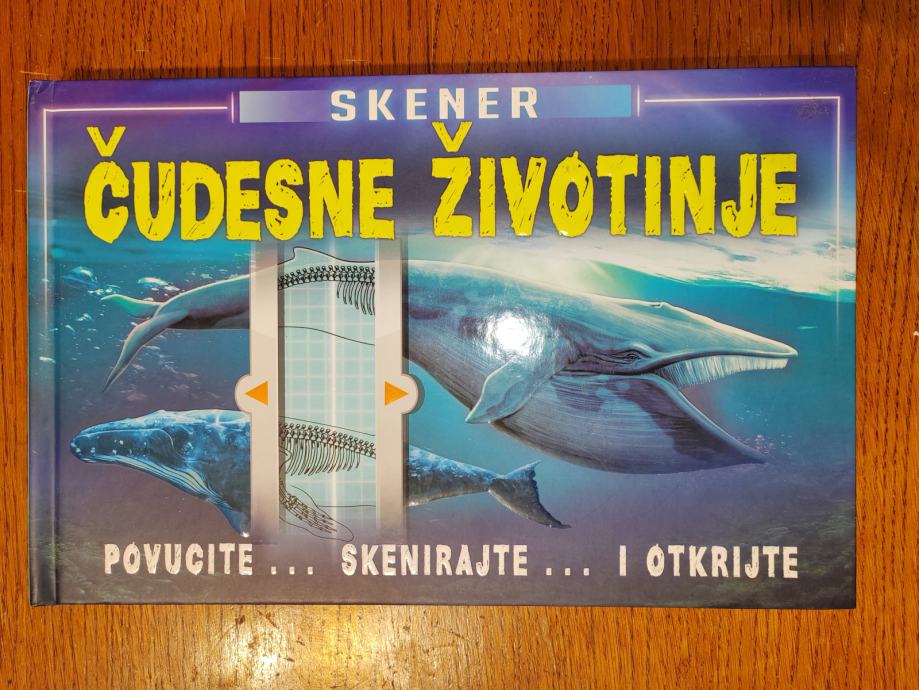 SKENER
ČUDESNE ŽIVOTINJE
POVUCITE ... SKENIRAJTE ... I OTKRIJTE